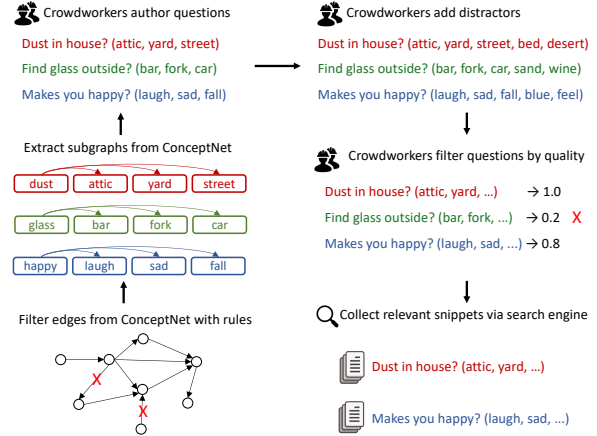 Crowdworkers author questions
Dust in house? (attic, yard, street)
Find glass outside? (bar, fork, car)
Makes you happy? (laugh, sad, fall)
Crowdworkers add distractors
Dust in house? (attic, yard, street, bed, desert)
Find glass outside? (bar, fork, car, sand, wine)
Makes you happy? (laugh, sad, fall, blue, feel)
Extract subgraphs from ConceptNet
dust attic yard street
glass bar fork car
happy laugh sad fall
Filter edges from ConceptNet with rules
X
X
Crowdworkers filter questions by quality
Dust in house? (attic, yard, …) → 1.0
Find glass outside? (bar, fork, ...) → 0.2 X
Makes you happy? (laugh, sad, ...) → 0.8
Collect relevant snippets via search engine
Dust in house? (attic, yard, …)
Makes you happy? (laugh, sad, ...)